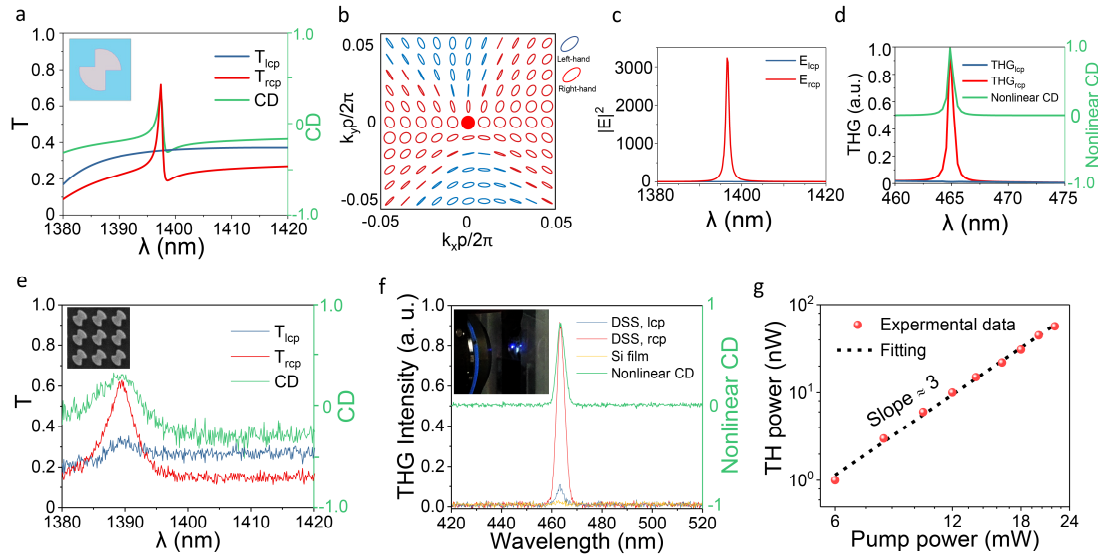 a
1.0
0.8
0.6
0.4
0.2
0.0
T
T_lcp
T_rcp
CD
1.0
0
-1.0
CD
1380 1390 1400 1410 1420
λ (nm)
b
0.05
0
-0.05
k_yp/2π
Left-hand
Right-hand
-0.05 0 0.05
k_xp/2π
c
3000
2000
1000
0
|E|²
E_lcp
E_rcp
1380 1400 1420
λ (nm)
d
1
0.8
0.6
0.4
0.2
0
THG (a.u.)
THG_lcp
THG_rcp
Nonlinear CD
1.0
0
-1.0
Nonlinear CD
460 465 470 475
λ (nm)
e
1.0
0.8
0.6
0.4
0.2
0.0
T
T_lcp
T_rcp
CD
1.0
0
-1.0
CD
1380 1390 1400 1410 1420
λ (nm)
f
1.0
0.8
0.6
0.4
0.2
0.0
THG Intensity (a. u.)
DSS, lcp
DSS, rcp
Si film
Nonlinear CD
1
0
-1
Nonlinear CD
420 440 460 480 500 520
Wavelength (nm)
g
10²
10¹
10⁰
TH power (nW)
Expermental data
Fitting
Slope ≈ 3
6 12 18 24
Pump power (mW)